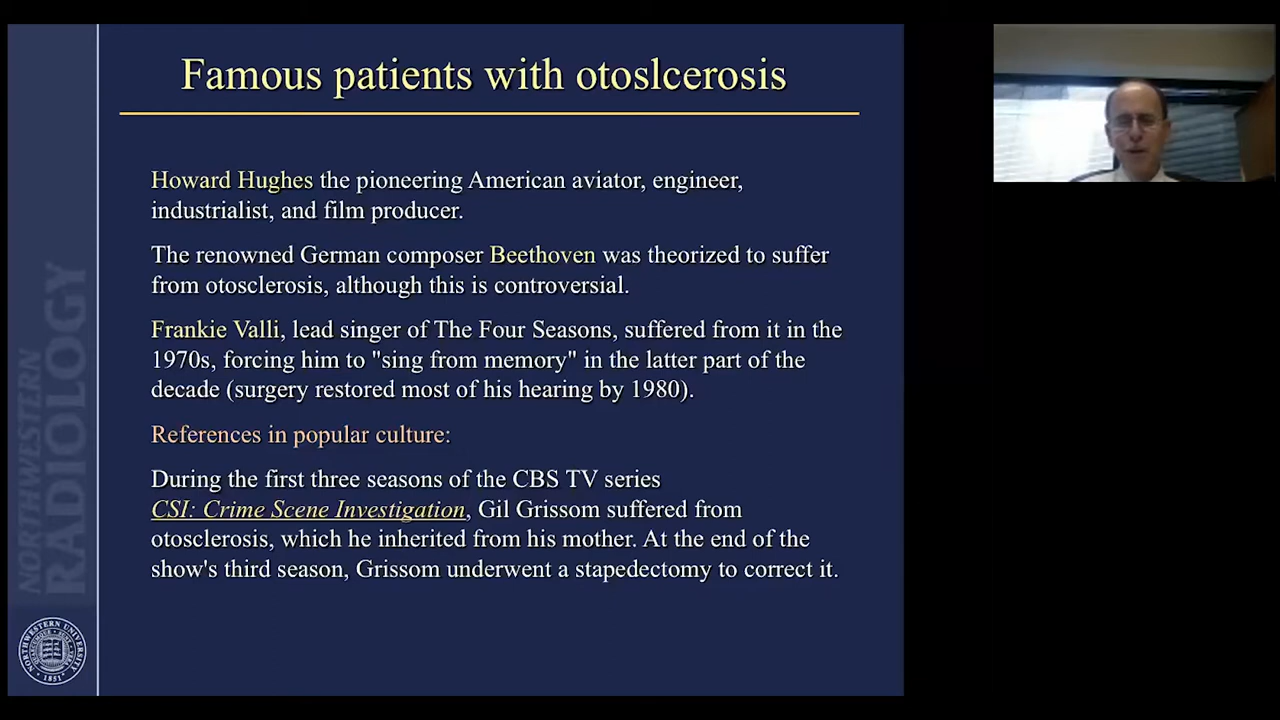 Famous patients with otoslcerosis
Howard Hughes the pioneering American aviator, engineer,
industrialist, and film producer.
The renowned German composer Beethoven was theorized to suffer
from otosclerosis, although this is controversial.
Frankie Valli, lead singer of The Four Seasons, suffered from it in the
1970s, forcing him to "sing from memory" in the latter part of the
decade (surgery restored most of his hearing by 1980).
References in popular culture:
During the first three seasons of the CBS TV series
CSI: Crime Scene Investigation, Gil Grissom suffered from
otosclerosis, which he inherited from his mother. At the end of the
show's third season, Grissom underwent a stapedectomy to correct it.
NORTHWESTERN
RADIOLOGY
NORTHWESTERN UNIVERSITY
1851